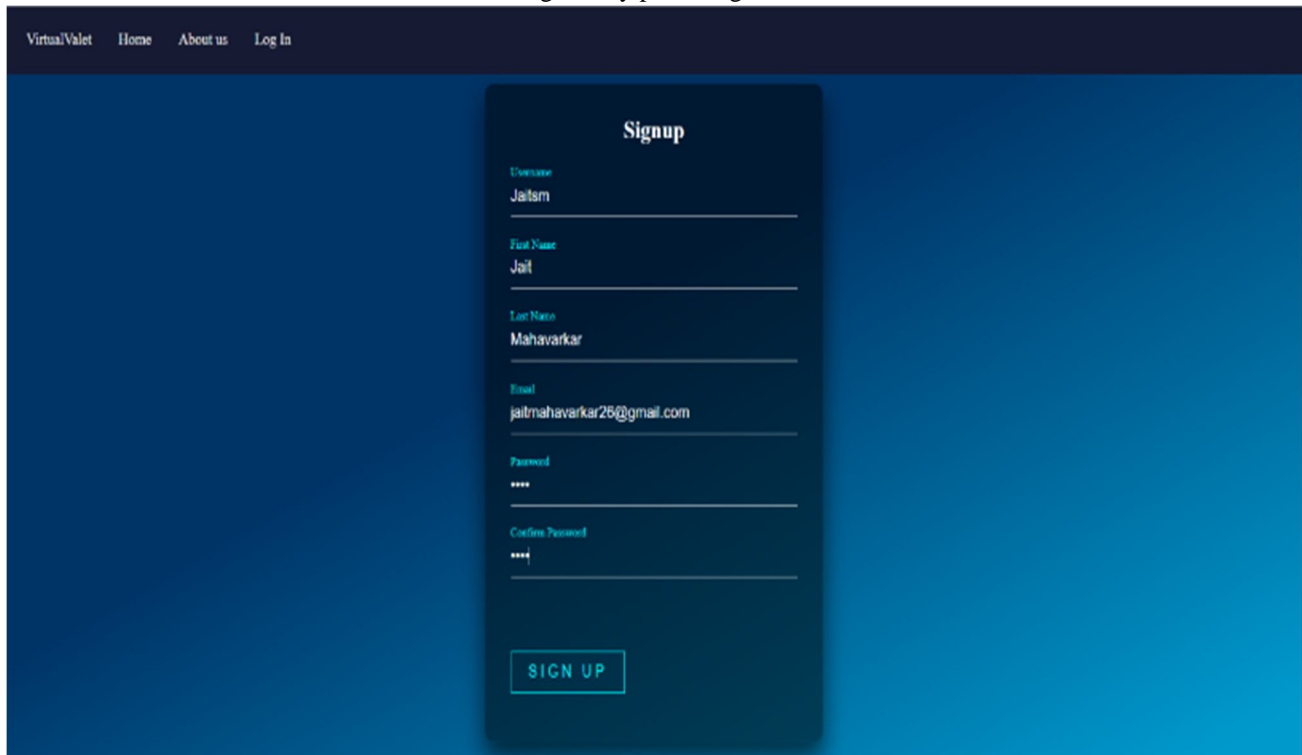 VirtualValet Home About us Log In
Signup
Username
Jaitsm
First Name
Jait
Last Name
Mahavarkar
Email
jaitmahavarkar26@gmail.com
Password
••••
Confirm Password
••••
SIGN UP